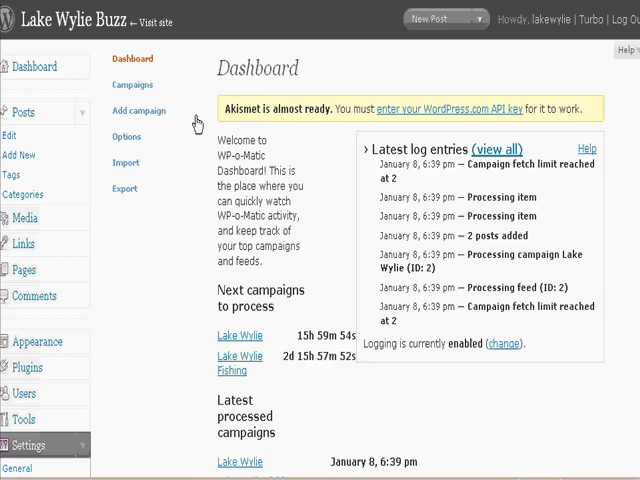 Lake Wylie Buzz ← Visit site
New Post
Howdy, lakewylie | Turbo | Log Ou
Help
Dashboard
Posts
Edit
Add New
Tags
Categories
Media
Links
Pages
Comments
Appearance
Plugins
Users
Tools
Settings
General
Dashboard
Campaigns
Add campaign
Options
Import
Export
Dashboard
Akismet is almost ready. You must enter your WordPress.com API key for it to work.
Welcome to
WP-o-Matic
Dashboard! This is
the place where you
can quickly watch
WP-o-Matic activity,
and keep track of
your top campaigns
and feeds.
Next campaigns
to process
Lake Wylie 15h 59m 54s
Lake Wylie 2d 15h 57m 52s
Fishing
Latest
processed
campaigns
Lake Wylie January 8, 6:39 pm
› Latest log entries (view all) Help
January 8, 6:39 pm — Campaign fetch limit reached
at 2
January 8, 6:39 pm — Processing item
January 8, 6:39 pm — Processing item
January 8, 6:39 pm — 2 posts added
January 8, 6:39 pm — Processing campaign Lake
Wylie (ID: 2)
January 8, 6:39 pm — Processing feed (ID: 2)
January 8, 6:39 pm — Campaign fetch limit reached
at 2
Logging is currently enabled (change).